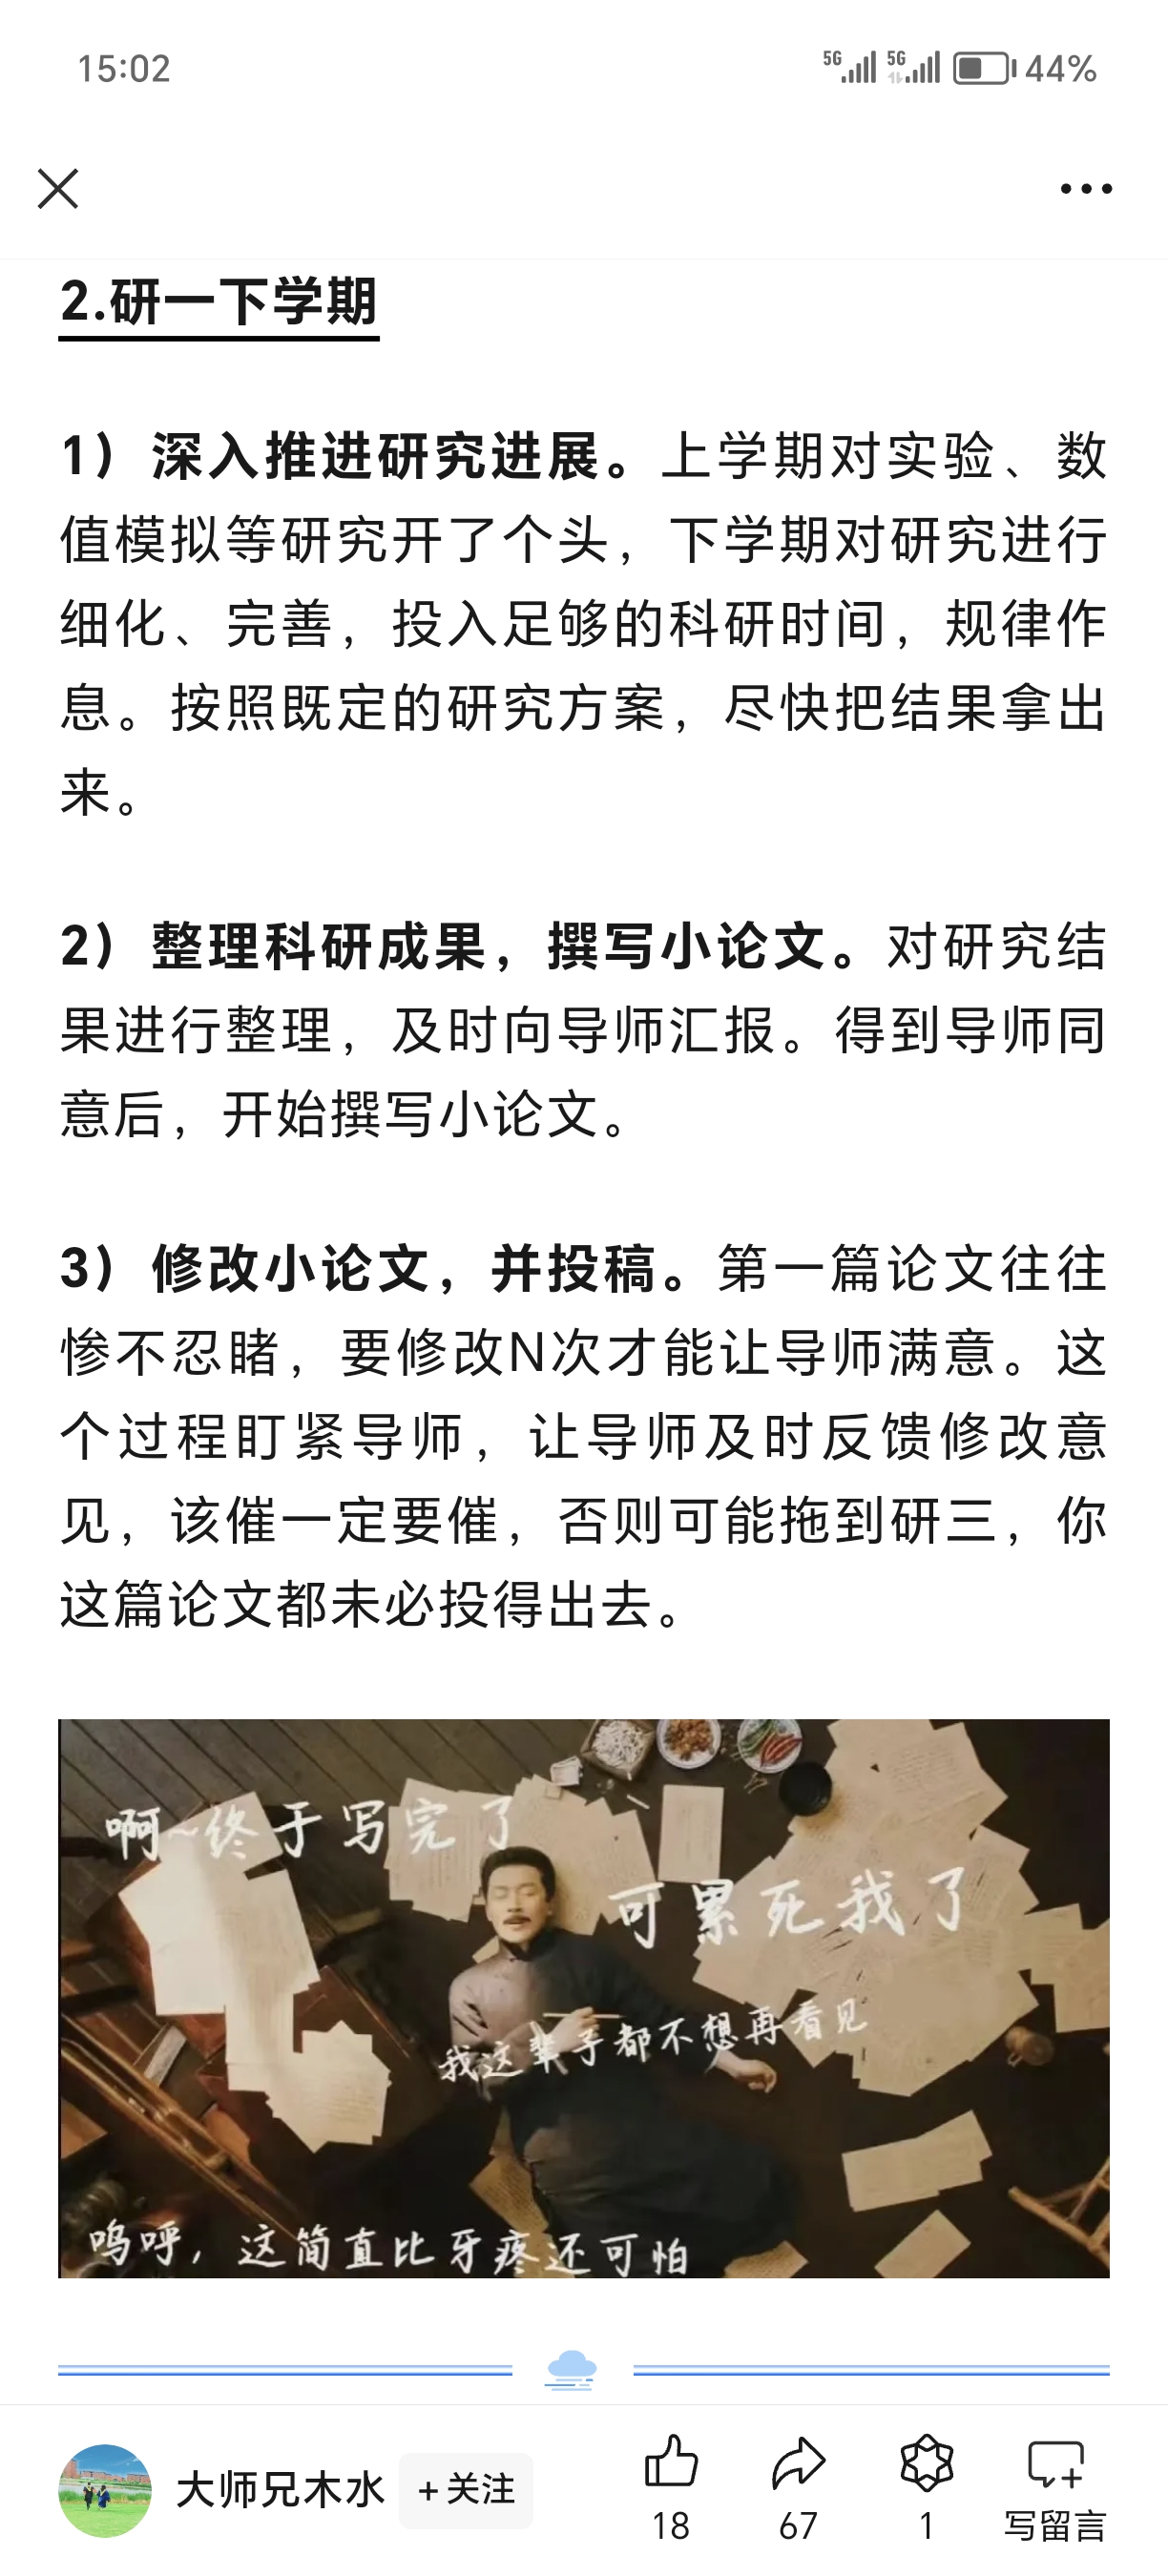 15:02
5G 5G 44%
2.研一下学期
1）深入推进研究进展。上学期对实验、数
值模拟等研究开了个头，下学期对研究进行
细化、完善，投入足够的科研时间，规律作
息。按照既定的研究方案，尽快把结果拿出
来。
2）整理科研成果，撰写小论文。对研究结
果进行整理，及时向导师汇报。得到导师同
意后，开始撰写小论文。
3）修改小论文，并投稿。第一篇论文往往
惨不忍睹，要修改N次才能让导师满意。这
个过程盯紧导师，让导师及时反馈修改意
见，该催一定要催，否则可能拖到研三，你
这篇论文都未必投得出去。
啊~终于写完了
可累死我了
我这辈子都不想再看见
呜呼，这简直比牙疼还可怕
大师兄木水
+关注
18
67
1
写留言